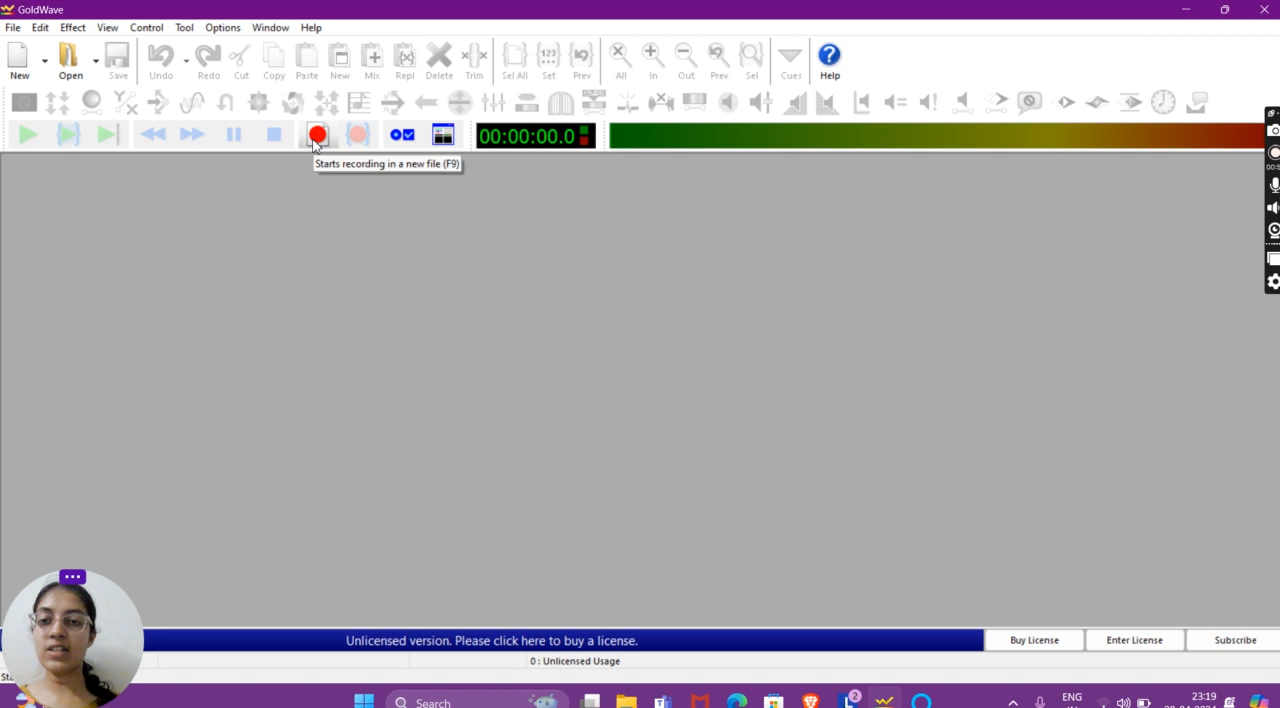 GoldWave
File Edit Effect View Control Tool Options Window Help
New Open Save Undo Redo Cut Copy Paste New Mix Repl Delete Trim Sel All Set Prev All In Out Prev Sel Cues Help
00:00:00.0
Starts recording in a new file (F9)
Unlicensed version. Please click here to buy a license. Buy License Enter License Subscribe
0 : Unlicensed Usage
Search 2 ENG 23:19